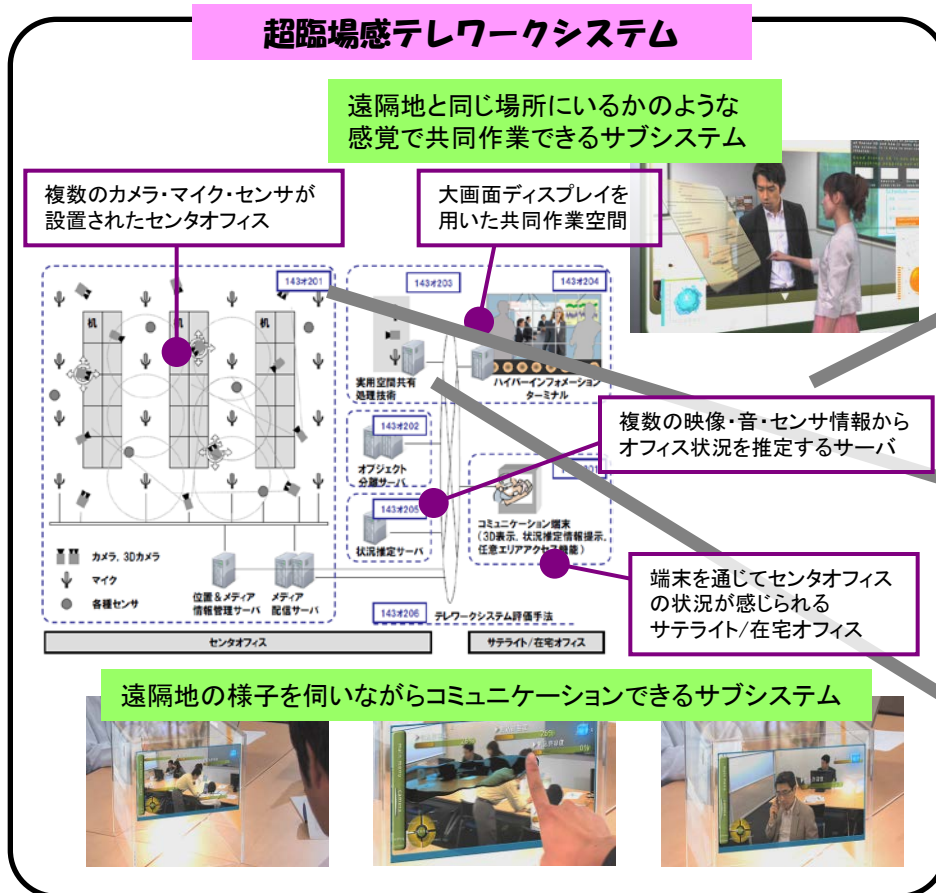 超臨場感テレワークシステム
遠隔地と同じ場所にいるかのような
感覚で共同作業できるサブシステム
複数のカメラ・マイク・センサが
設置されたセンタオフィス
大画面ディスプレイを
用いた共同作業空間
143オ201
143オ203
143オ204
机
机
机
実用空間共有
処理技術
ハイパーインフォメーション
ターミナル
複数の映像・音・センサ情報から
オフィス状況を推定するサーバ
143オ202
オブジェクト
分離サーバ
143オ205
状況推定サーバ
コミュニケーション端末
(3D表示, 状況推定情報提示,
任意エリアアクセス機能)
カメラ, 3Dカメラ
マイク
各種センサ
位置&メディア
情報管理サーバ
メディア
配信サーバ
端末を通じてセンタオフィス
の状況が感じられる
サテライト/在宅オフィス
143オ206
テレワークシステム評価手法
センタオフィス
サテライト/在宅オフィス
遠隔地の様子を伺いながらコミュニケーションできるサブシステム